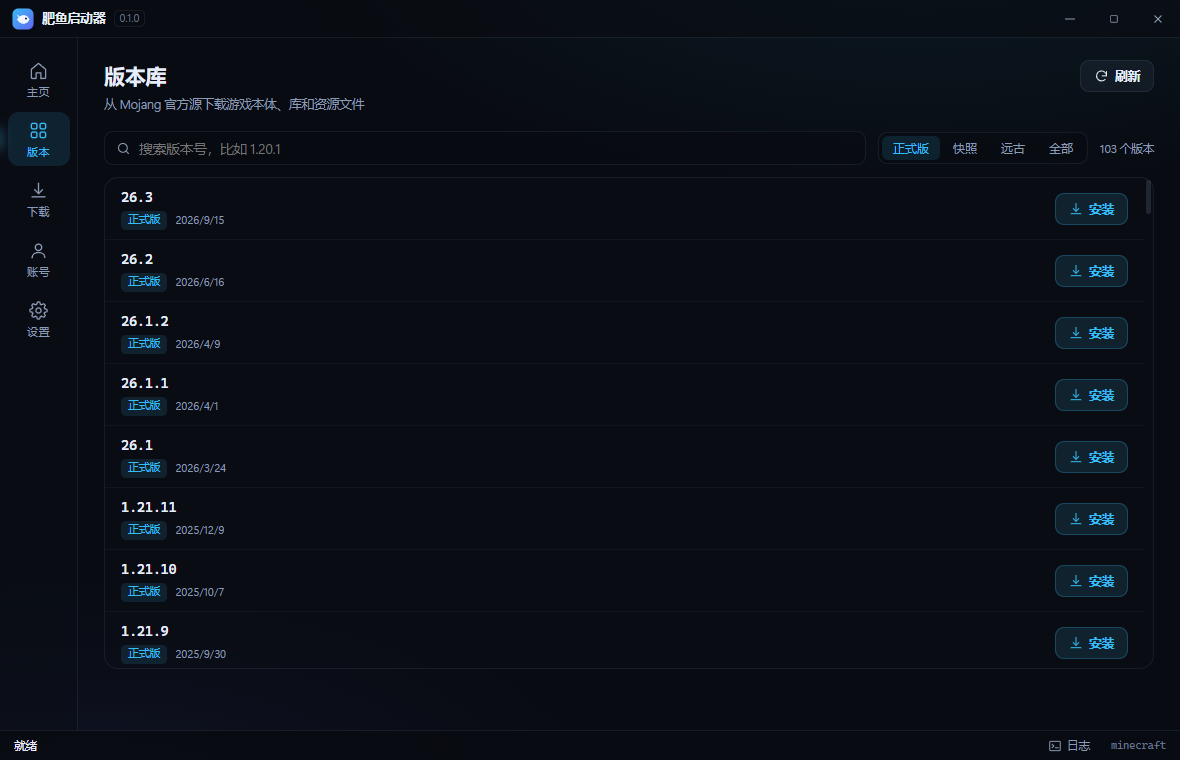 肥鱼启动器 0.1.0
主页
版本
下载
账号
设置
版本库
刷新
从 Mojang 官方源下载游戏本体、库和资源文件
搜索版本号，比如 1.20.1
正式版 快照 远古 全部 103 个版本
26.3
正式版 2026/9/15
安装
26.2
正式版 2026/6/16
安装
26.1.2
正式版 2026/4/9
安装
26.1.1
正式版 2026/4/1
安装
26.1
正式版 2026/3/24
安装
1.21.11
正式版 2025/12/9
安装
1.21.10
正式版 2025/10/7
安装
1.21.9
正式版 2025/9/30
安装
就绪
日志 minecraft